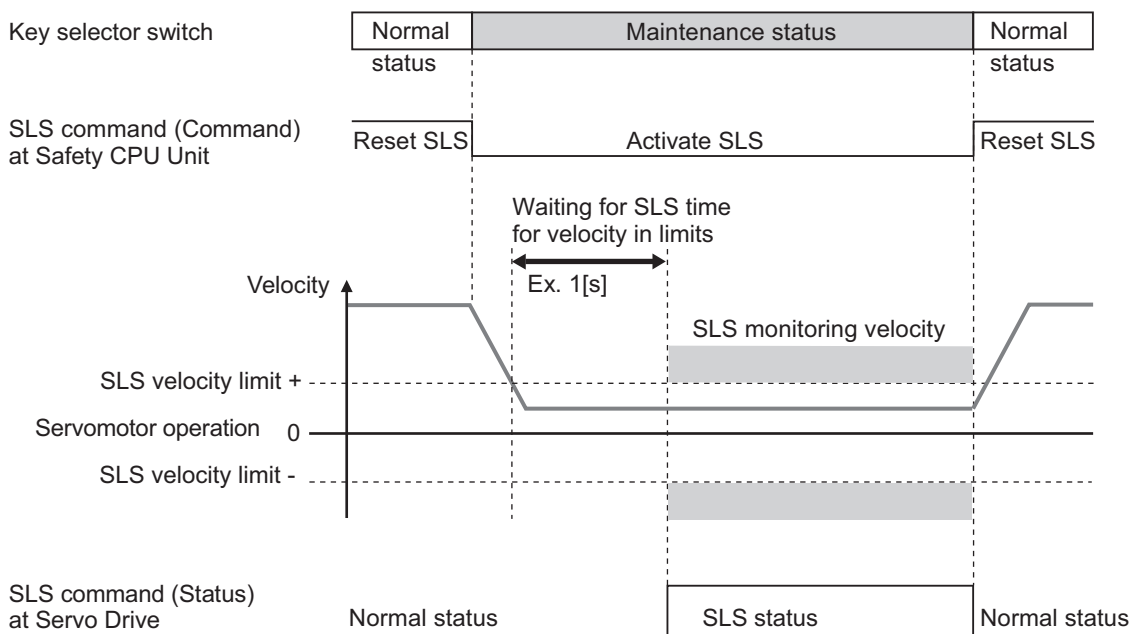 Key selector switch
Normal status
Maintenance status
Normal status
SLS command (Command)
at Safety CPU Unit
Reset SLS
Activate SLS
Reset SLS
Waiting for SLS time
for velocity in limits
Ex. 1[s]
Velocity
SLS monitoring velocity
SLS velocity limit +
Servomotor operation 0
SLS velocity limit -
SLS command (Status)
at Servo Drive
Normal status
SLS status
Normal status